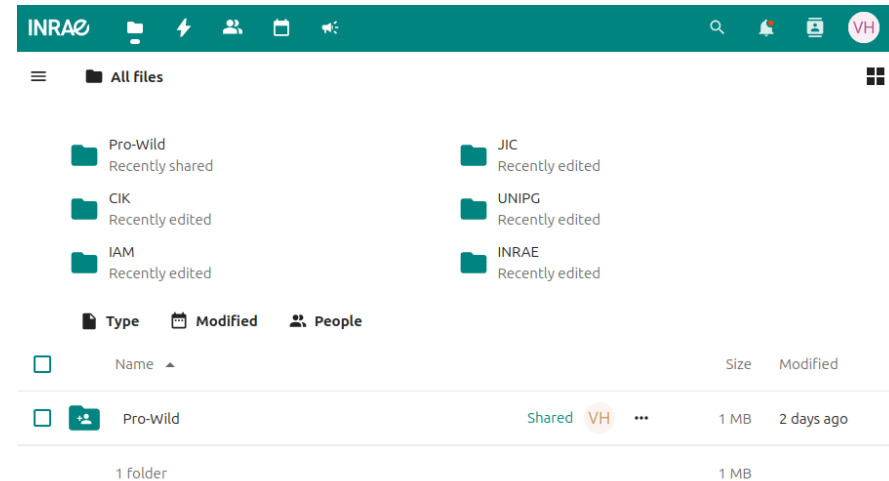 INRAE VH
All files
Pro-Wild
Recently shared
JIC
Recently edited
CIK
Recently edited
UNIPG
Recently edited
IAM
Recently edited
INRAE
Recently edited
Type Modified People
Name Size Modified
Pro-Wild Shared VH ••• 1 MB 2 days ago
1 folder 1 MB